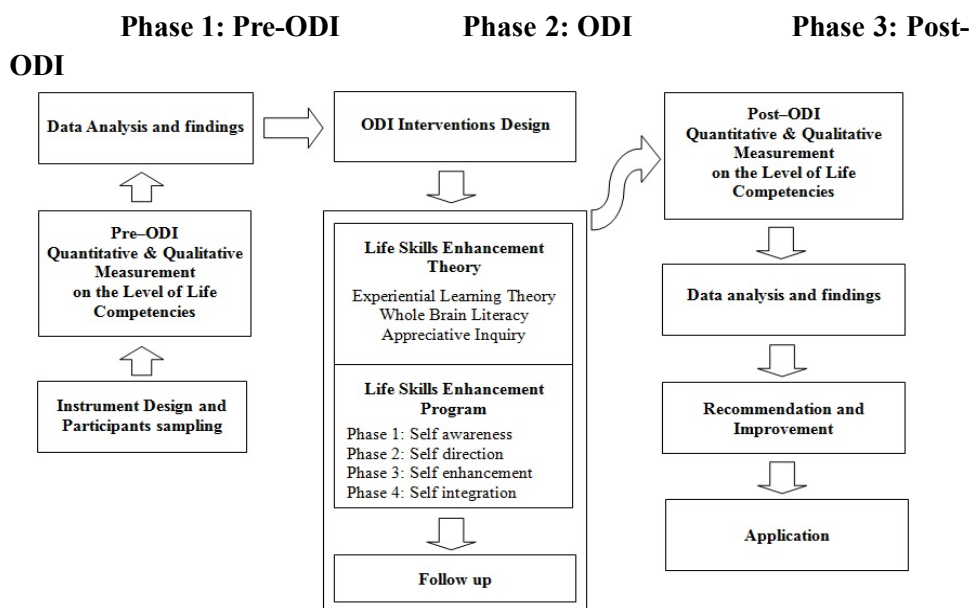 Phase 1: Pre-ODI Phase 2: ODI Phase 3: Post-
ODI
Data Analysis and findings
Pre–ODI
Quantitative & Qualitative
Measurement
on the Level of Life
Competencies
Instrument Design and
Participants sampling
ODI Interventions Design
Life Skills Enhancement
Theory
Experiential Learning Theory
Whole Brain Literacy
Appreciative Inquiry
Life Skills Enhancement
Program
Phase 1: Self awareness
Phase 2: Self direction
Phase 3: Self enhancement
Phase 4: Self integration
Follow up
Post–ODI
Quantitative & Qualitative
Measurement
on the Level of Life
Competencies
Data analysis and findings
Recommendation and
Improvement
Application